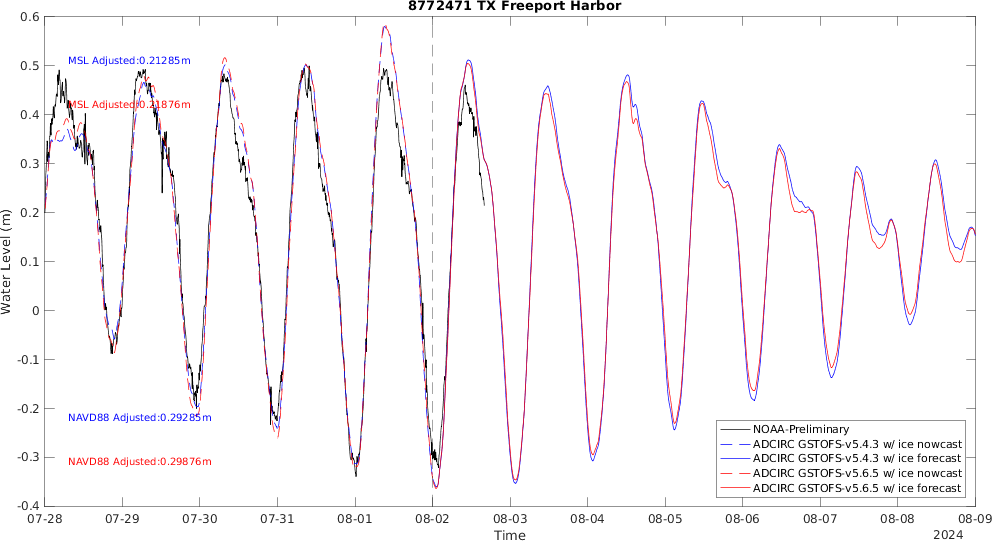 8772471 TX Freeport Harbor
Water Level (m)
0.6
0.5
0.4
0.3
0.2
0.1
0
-0.1
-0.2
-0.3
-0.4
MSL Adjusted:0.21285m
MSL Adjusted:0.21876m
NAVD88 Adjusted:0.29285m
NAVD88 Adjusted:0.29876m
NOAA-Preliminary
ADCIRC GSTOFS-v5.4.3 w/ ice nowcast
ADCIRC GSTOFS-v5.4.3 w/ ice forecast
ADCIRC GSTOFS-v5.6.5 w/ ice nowcast
ADCIRC GSTOFS-v5.6.5 w/ ice forecast
07-28 07-29 07-30 07-31 08-01 08-02 08-03 08-04 08-05 08-06 08-07 08-08 08-09
Time
2024